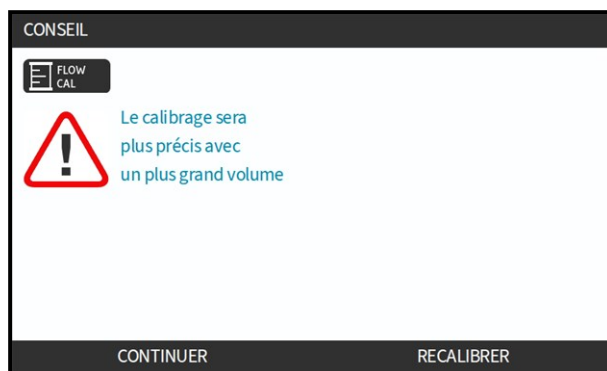 CONSEIL
FLOW
CAL
Le calibrage sera
plus précis avec
un plus grand volume
CONTINUER RECALIBRER